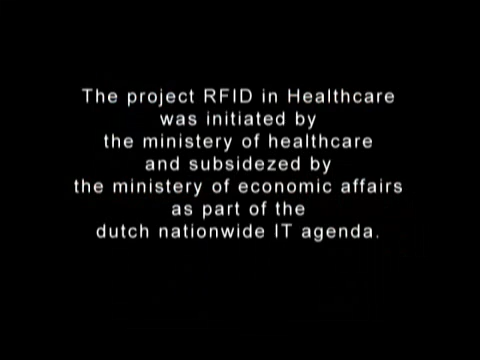 The project RFID in Healthcare
was initiated by
the ministery of healthcare
and subsidezed by
the ministery of economic affairs
as part of the
dutch nationwide IT agenda.